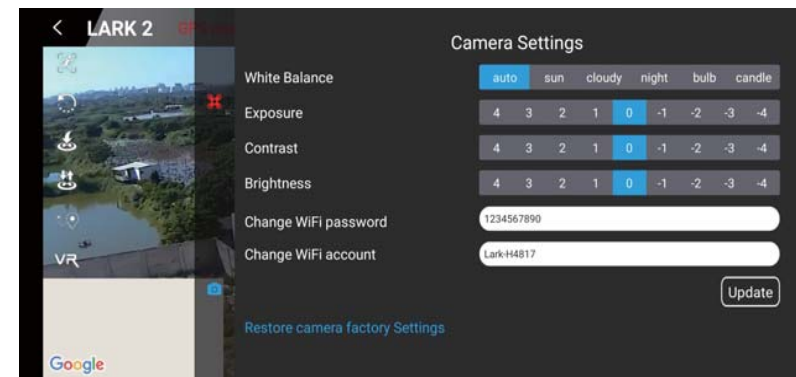 LARK 2
Camera Settings
White Balance
auto sun cloudy night bulb candle
Exposure
4 3 2 1 0 -1 -2 -3 -4
Contrast
4 3 2 1 0 -1 -2 -3 -4
Brightness
4 3 2 1 0 -1 -2 -3 -4
Change WiFi password
1234567890
Change WiFi account
Lark-H4817
VR
Update
Restore camera factory Settings
Google